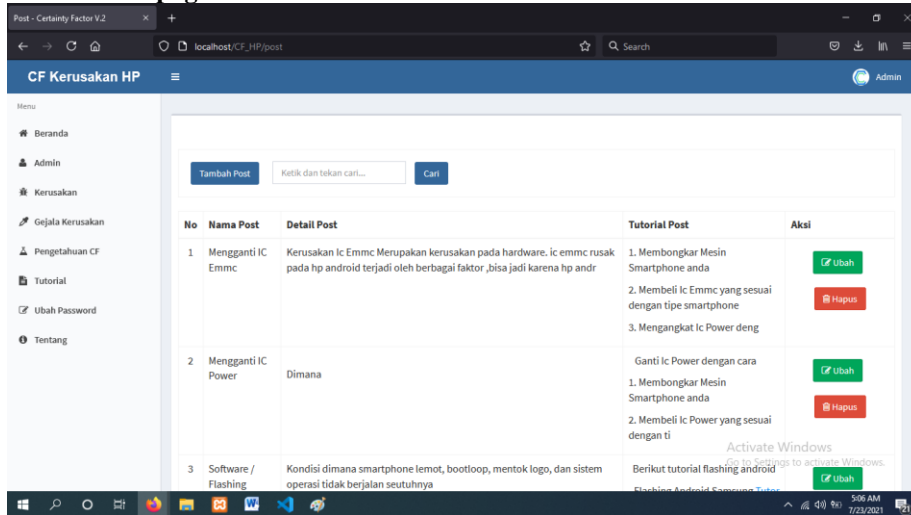 Post - Certainty Factor V.2
localhost/CF_HP/post
Search
CF Kerusakan HP
Admin
Menu
Beranda
Admin
Kerusakan
Gejala Kerusakan
Pengetahuan CF
Tutorial
Ubah Password
Tentang
Tambah Post
Ketik dan tekan cari...
Cari
No Nama Post Detail Post Tutorial Post Aksi
1 Mengganti IC
Emmc
Kerusakan Ic Emmc Merupakan kerusakan pada hardware. ic emmc rusak
pada hp android terjadi oleh berbagai faktor ,bisa jadi karena hp andr
1. Membongkar Mesin
Smartphone anda
2. Membeli Ic Emmc yang sesuai
dengan tipe smartphone
3. Mengangkat Ic Power deng
Ubah
Hapus
2 Mengganti IC
Power
Dimana
Ganti Ic Power dengan cara
1. Membongkar Mesin
Smartphone anda
2. Membeli Ic Power yang sesuai
dengan ti
Ubah
Hapus
3 Software /
Flashing
Kondisi dimana smartphone lemot, bootloop, mentok logo, dan sistem
operasi tidak berjalan seutuhnya
Berikut tutorial flashing android
Flashing Android Samsung Tutor
Ubah
Activate Windows
Go to Settings to activate Windows.
5:06 AM
7/23/2021